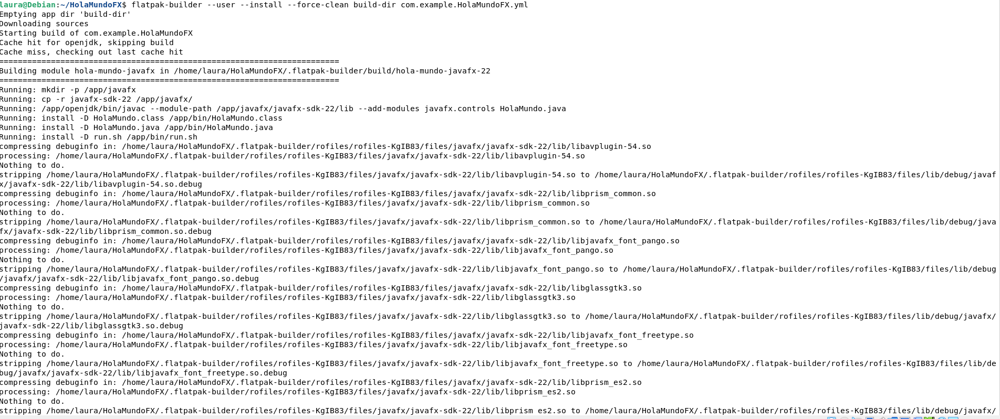 laura@Debian:~/HolaMundoFX$ flatpak-builder --user --install --force-clean build-dir com.example.HolaMundoFX.yml
Emptying app dir 'build-dir'
Downloading sources
Starting build of com.example.HolaMundoFX
Cache hit for openjdk, skipping build
Cache miss, checking out last cache hit
========================================================================
Building module hola-mundo-javafx in /home/laura/HolaMundoFX/.flatpak-builder/build/hola-mundo-javafx-22
========================================================================
Running: mkdir -p /app/javafx
Running: cp -r javafx-sdk-22 /app/javafx/
Running: /app/openjdk/bin/javac --module-path /app/javafx/javafx-sdk-22/lib --add-modules javafx.controls HolaMundo.java
Running: install -D HolaMundo.class /app/bin/HolaMundo.class
Running: install -D HolaMundo.java /app/bin/HolaMundo.java
Running: install -D run.sh /app/bin/run.sh
compressing debuginfo in: /home/laura/HolaMundoFX/.flatpak-builder/rofiles/rofiles-KgIB83/files/javafx/javafx-sdk-22/lib/libavplugin-54.so
processing: /home/laura/HolaMundoFX/.flatpak-builder/rofiles/rofiles-KgIB83/files/javafx/javafx-sdk-22/lib/libavplugin-54.so
Nothing to do.
stripping /home/laura/HolaMundoFX/.flatpak-builder/rofiles/rofiles-KgIB83/files/javafx/javafx-sdk-22/lib/libavplugin-54.so to /home/laura/HolaMundoFX/.flatpak-builder/rofiles/rofiles-KgIB83/files/lib/debug/javaf
x/javafx-sdk-22/lib/libavplugin-54.so.debug
compressing debuginfo in: /home/laura/HolaMundoFX/.flatpak-builder/rofiles/rofiles-KgIB83/files/javafx/javafx-sdk-22/lib/libprism_common.so
processing: /home/laura/HolaMundoFX/.flatpak-builder/rofiles/rofiles-KgIB83/files/javafx/javafx-sdk-22/lib/libprism_common.so
Nothing to do.
stripping /home/laura/HolaMundoFX/.flatpak-builder/rofiles/rofiles-KgIB83/files/javafx/javafx-sdk-22/lib/libprism_common.so to /home/laura/HolaMundoFX/.flatpak-builder/rofiles/rofiles-KgIB83/files/lib/debug/java
fx/javafx-sdk-22/lib/libprism_common.so.debug
compressing debuginfo in: /home/laura/HolaMundoFX/.flatpak-builder/rofiles/rofiles-KgIB83/files/javafx/javafx-sdk-22/lib/libjavafx_font_pango.so
processing: /home/laura/HolaMundoFX/.flatpak-builder/rofiles/rofiles-KgIB83/files/javafx/javafx-sdk-22/lib/libjavafx_font_pango.so
Nothing to do.
stripping /home/laura/HolaMundoFX/.flatpak-builder/rofiles/rofiles-KgIB83/files/javafx/javafx-sdk-22/lib/libjavafx_font_pango.so to /home/laura/HolaMundoFX/.flatpak-builder/rofiles/rofiles-KgIB83/files/lib/debug
/javafx/javafx-sdk-22/lib/libjavafx_font_pango.so.debug
compressing debuginfo in: /home/laura/HolaMundoFX/.flatpak-builder/rofiles/rofiles-KgIB83/files/javafx/javafx-sdk-22/lib/libglassgtk3.so
processing: /home/laura/HolaMundoFX/.flatpak-builder/rofiles/rofiles-KgIB83/files/javafx/javafx-sdk-22/lib/libglassgtk3.so
Nothing to do.
stripping /home/laura/HolaMundoFX/.flatpak-builder/rofiles/rofiles-KgIB83/files/javafx/javafx-sdk-22/lib/libglassgtk3.so to /home/laura/HolaMundoFX/.flatpak-builder/rofiles/rofiles-KgIB83/files/lib/debug/javafx/
javafx-sdk-22/lib/libglassgtk3.so.debug
compressing debuginfo in: /home/laura/HolaMundoFX/.flatpak-builder/rofiles/rofiles-KgIB83/files/javafx/javafx-sdk-22/lib/libjavafx_font_freetype.so
processing: /home/laura/HolaMundoFX/.flatpak-builder/rofiles/rofiles-KgIB83/files/javafx/javafx-sdk-22/lib/libjavafx_font_freetype.so
Nothing to do.
stripping /home/laura/HolaMundoFX/.flatpak-builder/rofiles/rofiles-KgIB83/files/javafx/javafx-sdk-22/lib/libjavafx_font_freetype.so to /home/laura/HolaMundoFX/.flatpak-builder/rofiles/rofiles-KgIB83/files/lib/de
bug/javafx/javafx-sdk-22/lib/libjavafx_font_freetype.so.debug
compressing debuginfo in: /home/laura/HolaMundoFX/.flatpak-builder/rofiles/rofiles-KgIB83/files/javafx/javafx-sdk-22/lib/libprism_es2.so
processing: /home/laura/HolaMundoFX/.flatpak-builder/rofiles/rofiles-KgIB83/files/javafx/javafx-sdk-22/lib/libprism_es2.so
Nothing to do.
stripping /home/laura/HolaMundoFX/.flatpak-builder/rofiles/rofiles-KgIB83/files/javafx/javafx-sdk-22/lib/libprism_es2.so to /home/laura/HolaMundoFX/.flatpak-builder/rofiles/rofiles-KgIB83/files/lib/debug/javafx/